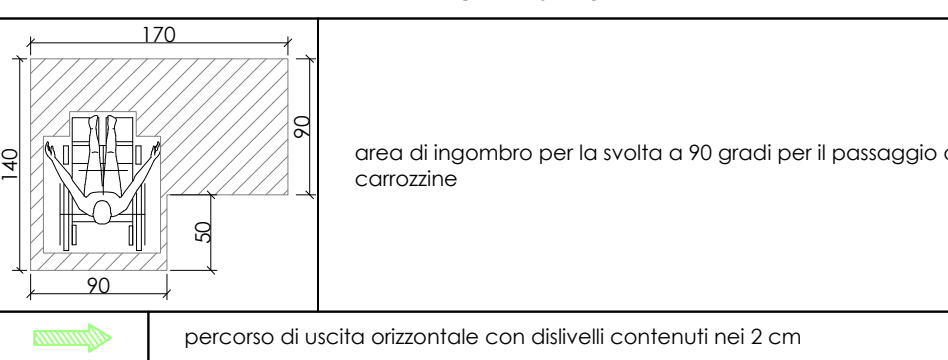 170
140
90
50
90
area di ingombro per la svolta a 90 gradi per il passaggio
carrozzine
percorso di uscita orizzontale con dislivelli contenuti nei 2 cm